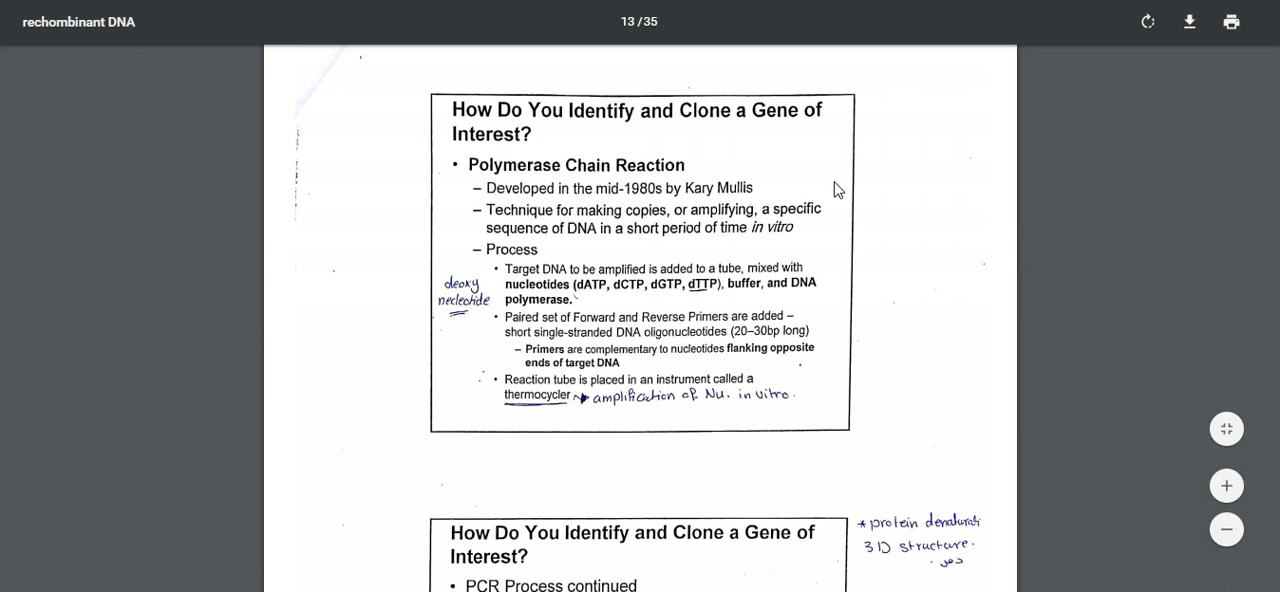 rechombinant DNA
13 / 35
How Do You Identify and Clone a Gene of
Interest?
• Polymerase Chain Reaction
– Developed in the mid-1980s by Kary Mullis
– Technique for making copies, or amplifying, a specific
sequence of DNA in a short period of time in vitro
– Process
• Target DNA to be amplified is added to a tube, mixed with
nucleotides (dATP, dCTP, dGTP, dTTP), buffer, and DNA
polymerase.
deoxy
necleotide
• Paired set of Forward and Reverse Primers are added –
short single-stranded DNA oligonucleotides (20–30bp long)
– Primers are complementary to nucleotides flanking opposite
ends of target DNA
• Reaction tube is placed in an instrument called a
thermocycler → amplification of Nu. in vitro.
How Do You Identify and Clone a Gene of
Interest?
• PCR Process continued
* protein denaturati
3D structure.